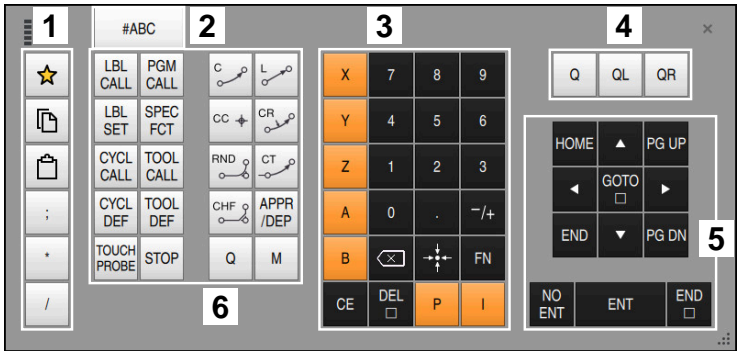 1
#ABC
2
3
4
×
LBL CALL
PGM CALL
C
L
X
7
8
9
Q
QL
QR
LBL SET
SPEC FCT
CC
CR
Y
4
5
6
HOME
PG UP
CYCL CALL
TOOL CALL
RND
CT
Z
1
2
3
GOTO
;
CYCL DEF
TOOL DEF
CHF
APPR /DEP
A
0
.
-/+
END
PG DN
5
*
TOUCH PROBE
STOP
Q
M
B
FN
/
6
CE
DEL
P
I
NO ENT
ENT
END